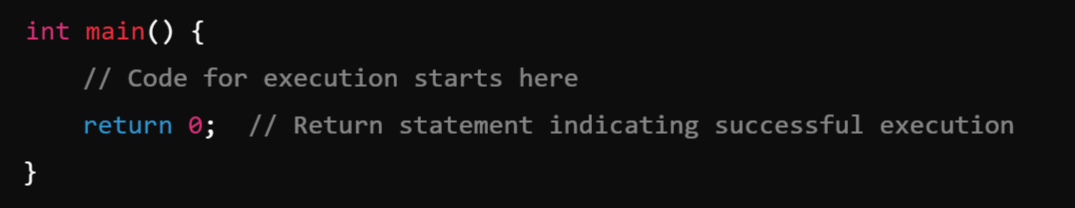 int main() {
    // Code for execution starts here
    return 0;  // Return statement indicating successful execution
}